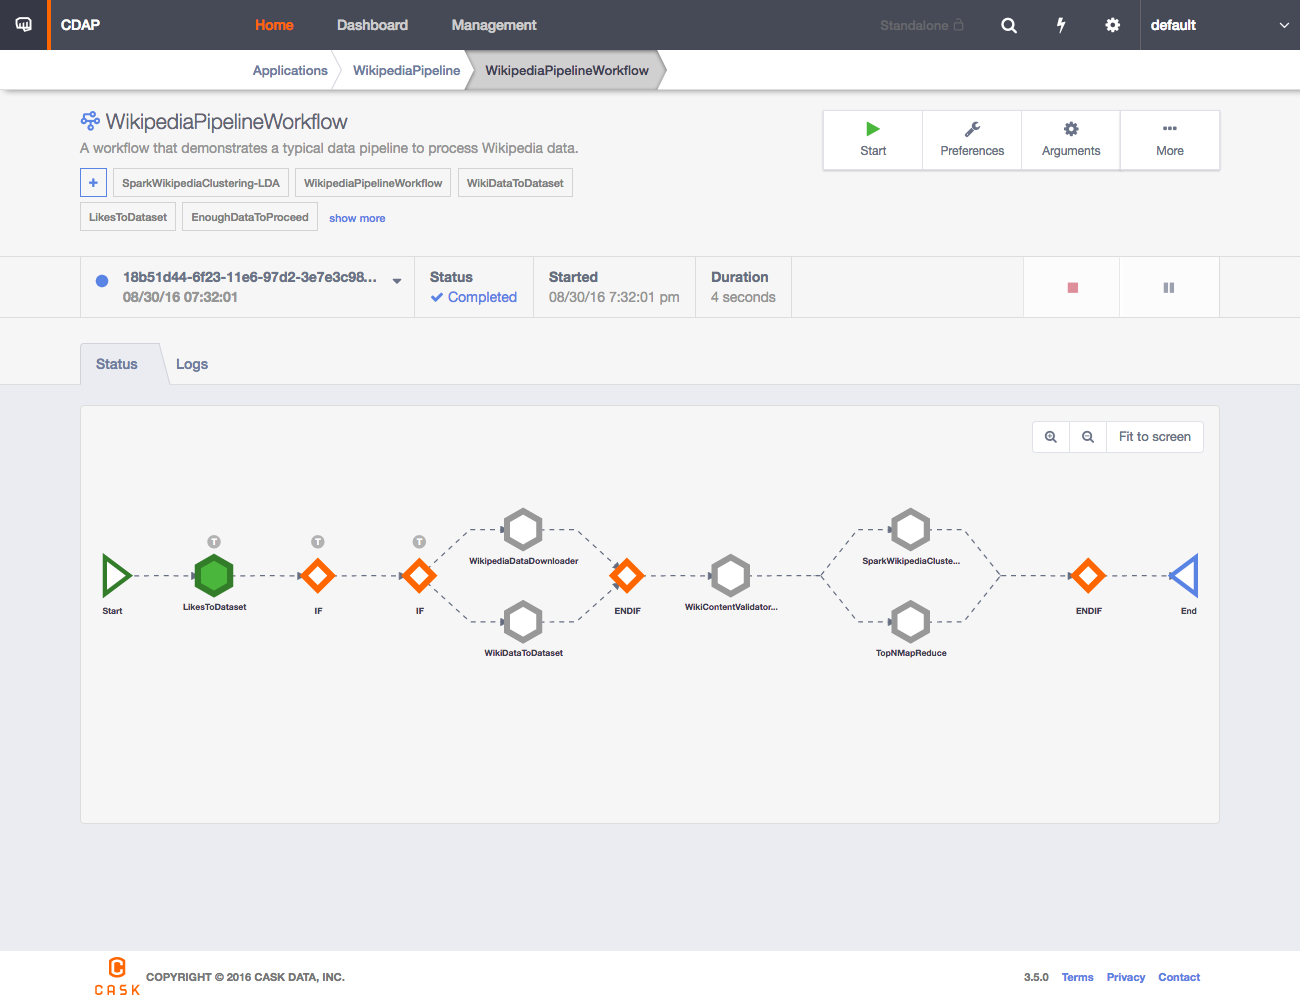 CDAP Home Dashboard Management Standalone default
Applications WikipediaPipeline WikipediaPipelineWorkflow
WikipediaPipelineWorkflow
A workflow that demonstrates a typical data pipeline to process Wikipedia data.
Start Preferences Arguments More
+ SparkWikipediaClustering-LDA WikipediaPipelineWorkflow WikiDataToDataset
LikesToDataset EnoughDataToProceed show more
18b51d44-6f23-11e6-97d2-3e7e3c98... Status Started Duration
08/30/16 07:32:01 Completed 08/30/16 7:32:01 pm 4 seconds
Status Logs
Fit to screen
T T T
WikipediaDataDownloader SparkWikipediaCluste...
Start LikesToDataset IF IF ENDIF WikiContentValidator... ENDIF End
WikiDataToDataset TopNMapReduce
CASK COPYRIGHT © 2016 CASK DATA, INC. 3.5.0 Terms Privacy Contact